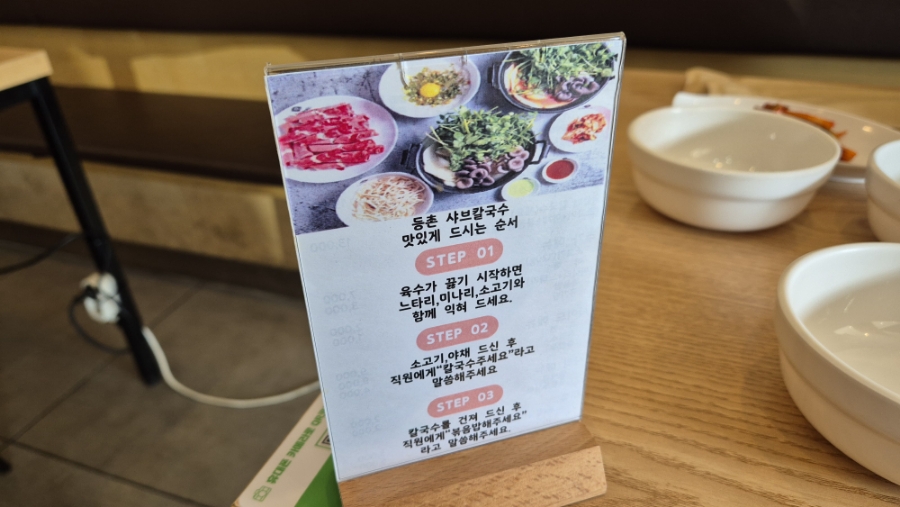 등촌 샤브칼국수
맛있게 드시는 순서
STEP 01
육수가 끓기 시작하면
느타리,미나리,소고기와
함께 익혀 드세요.
STEP 02
소고기,야채 드신 후
직원에게"칼국수주세요"라고
말씀해주세요
STEP 03
칼국수를 건져 드신 후
직원에게"볶음밥해주세요"
라고 말씀해주세요.